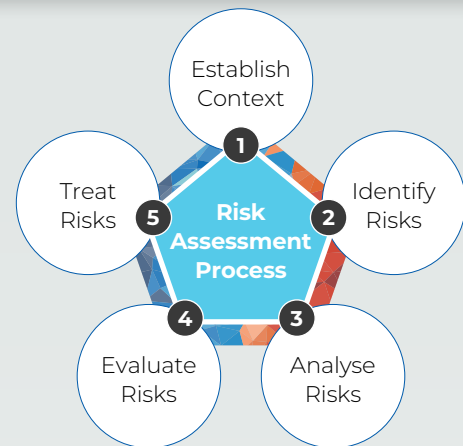 Establish
Context
1
Identify
Risks
2
Analyse
Risks
3
Evaluate
Risks
4
Treat
Risks
5
Risk
Assessment
Process